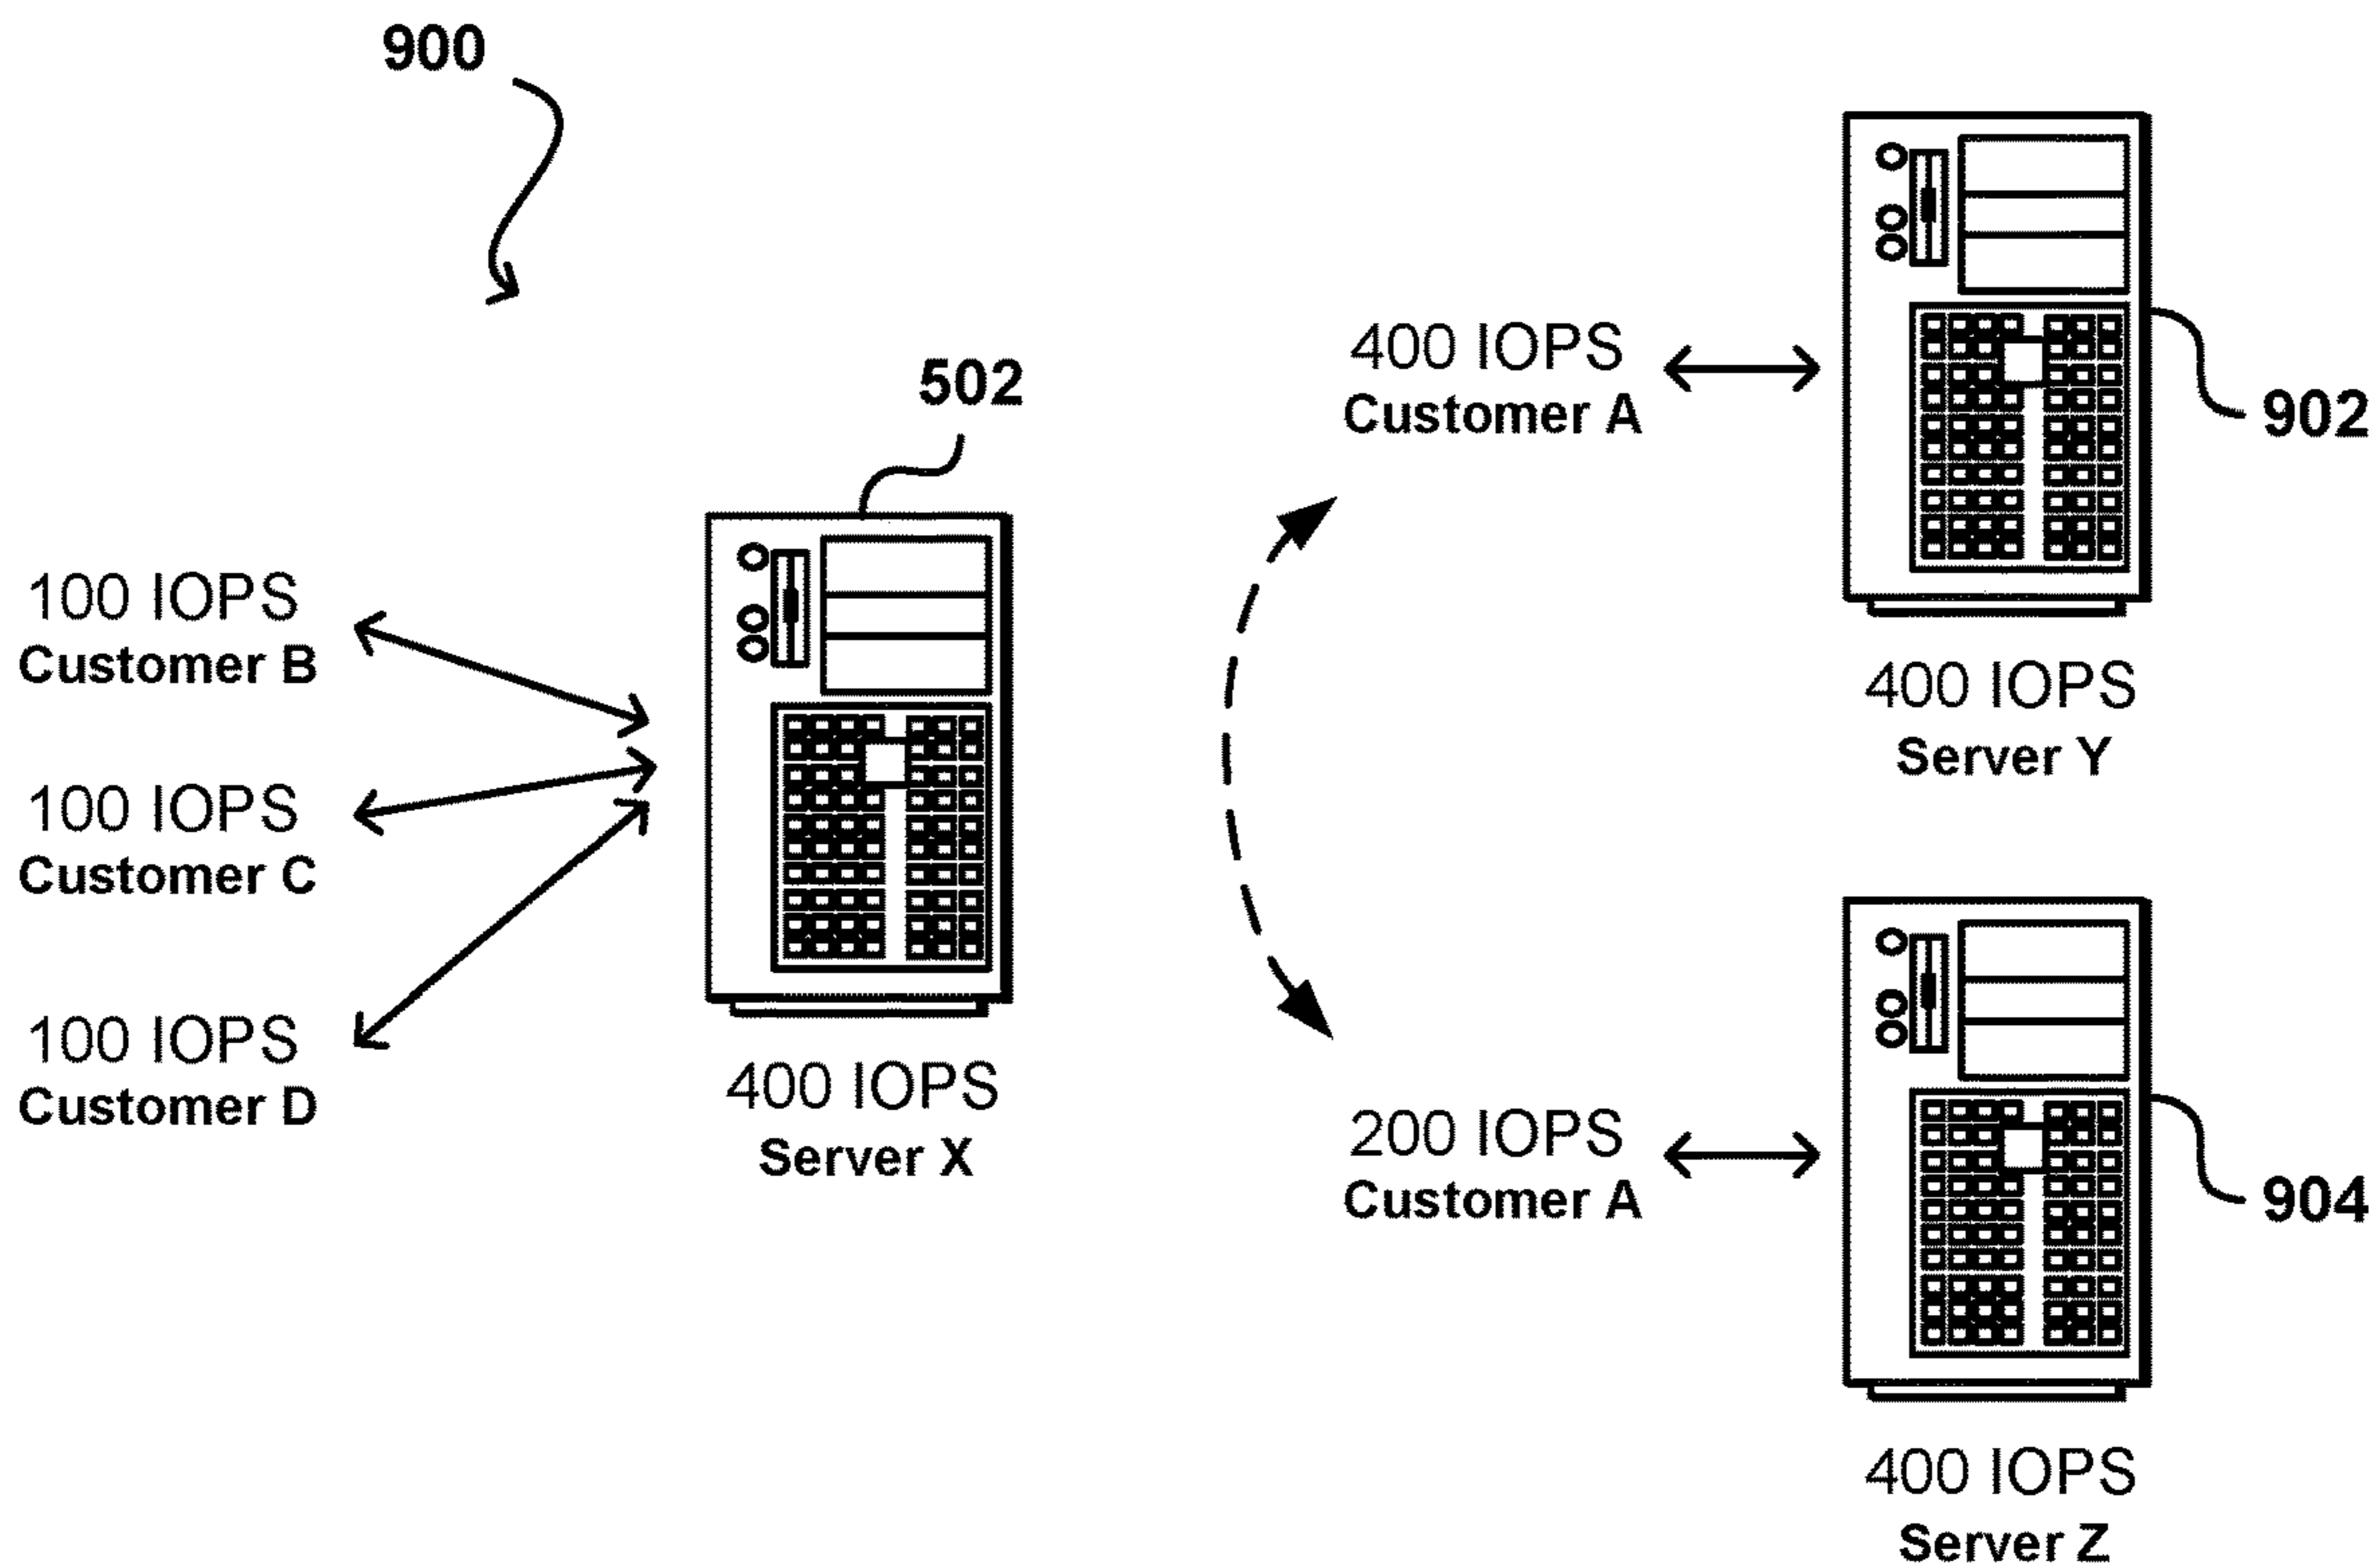 900
502
100 IOPS
Customer B
100 IOPS
Customer C
100 IOPS
Customer D
400 IOPS
Server X
400 IOPS
Customer A
902
400 IOPS
Server Y
200 IOPS
Customer A
904
400 IOPS
Server Z